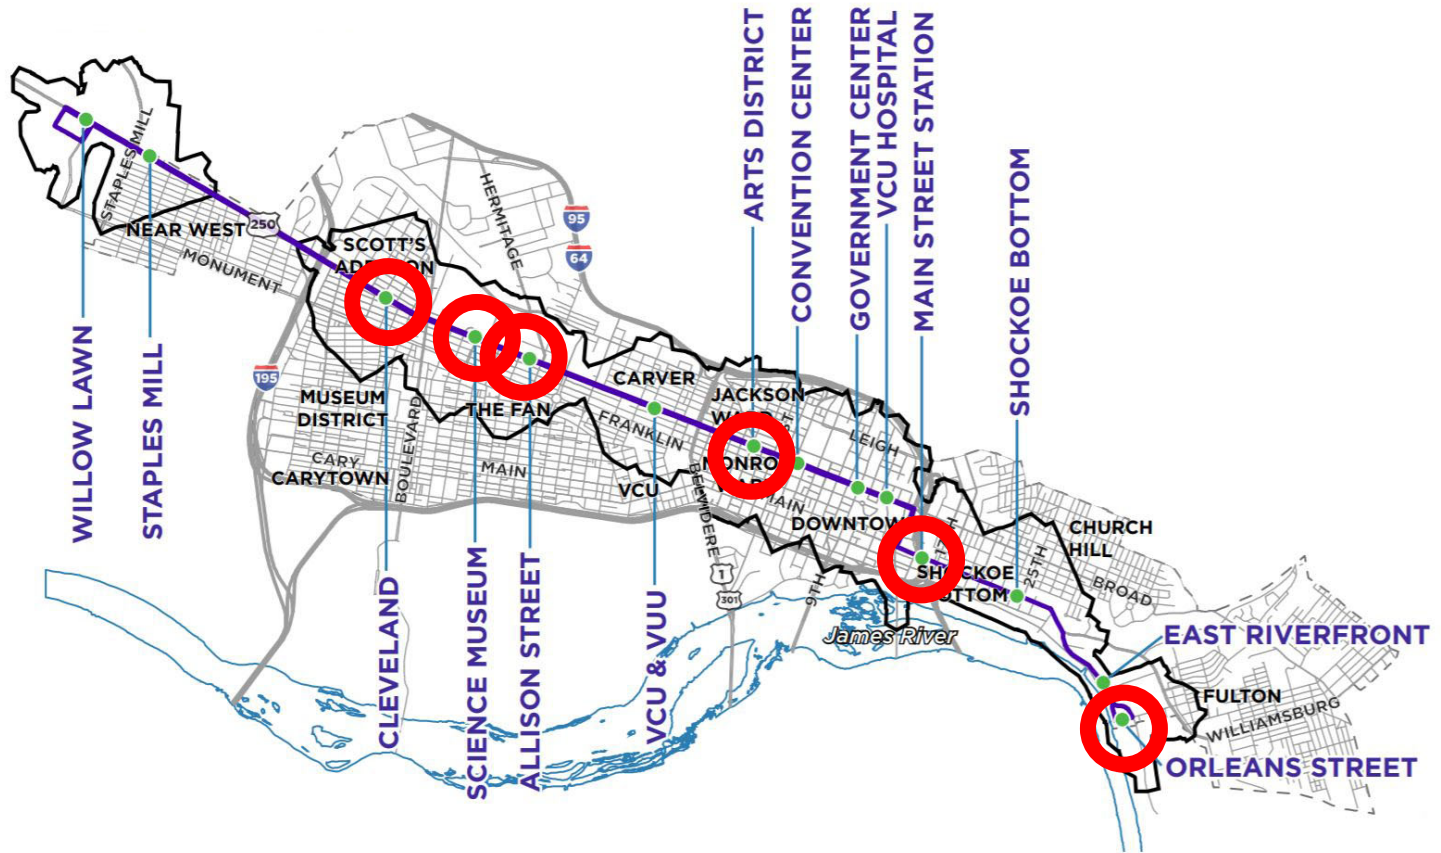 ARTS DISTRICT
CONVENTION CENTER
GOVERNMENT CENTER
VCU HOSPITAL
MAIN STREET STATION
SHOCKOE BOTTOM
STAPLES MILL
HERMITAGE
95
64
250
NEAR WEST
MONUMENT
SCOTT'S
195
MUSEUM
DISTRICT
CARVER
JACKSON
THE FAN
FRANKLIN
LEIGH
BOULEVARD
CARY
CARYTOWN
MAIN
VCU
BELVIDERE
DOWNTOWN
CHURCH
HILL
25TH
BROAD
1
301
9TH
SHOCKOE
James River
WILLOW LAWN
STAPLES MILL
CLEVELAND
SCIENCE MUSEUM
ALLISON STREET
VCU & VUU
EAST RIVERFRONT
FULTON
WILLIAMSBURG
ORLEANS STREET